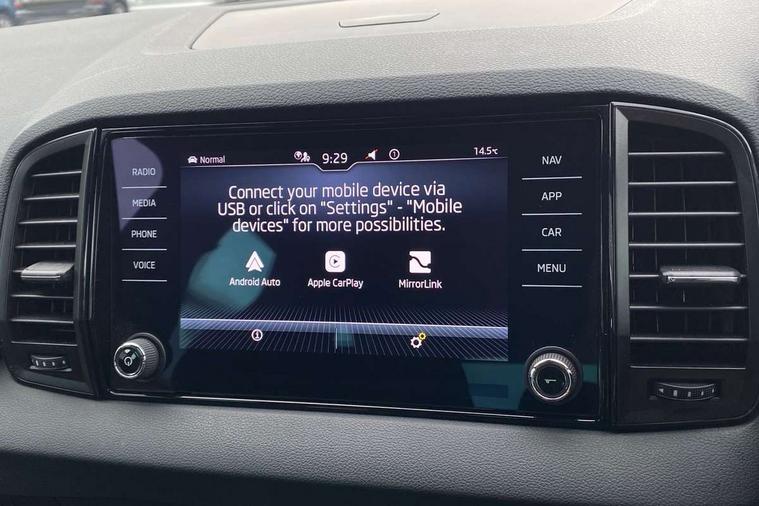 Normal
9:29
14.5°C
RADIO
MEDIA
PHONE
VOICE
Connect your mobile device via
USB or click on "Settings" - "Mobile
devices" for more possibilities.
Android Auto
Apple CarPlay
MirrorLink
NAV
APP
CAR
MENU